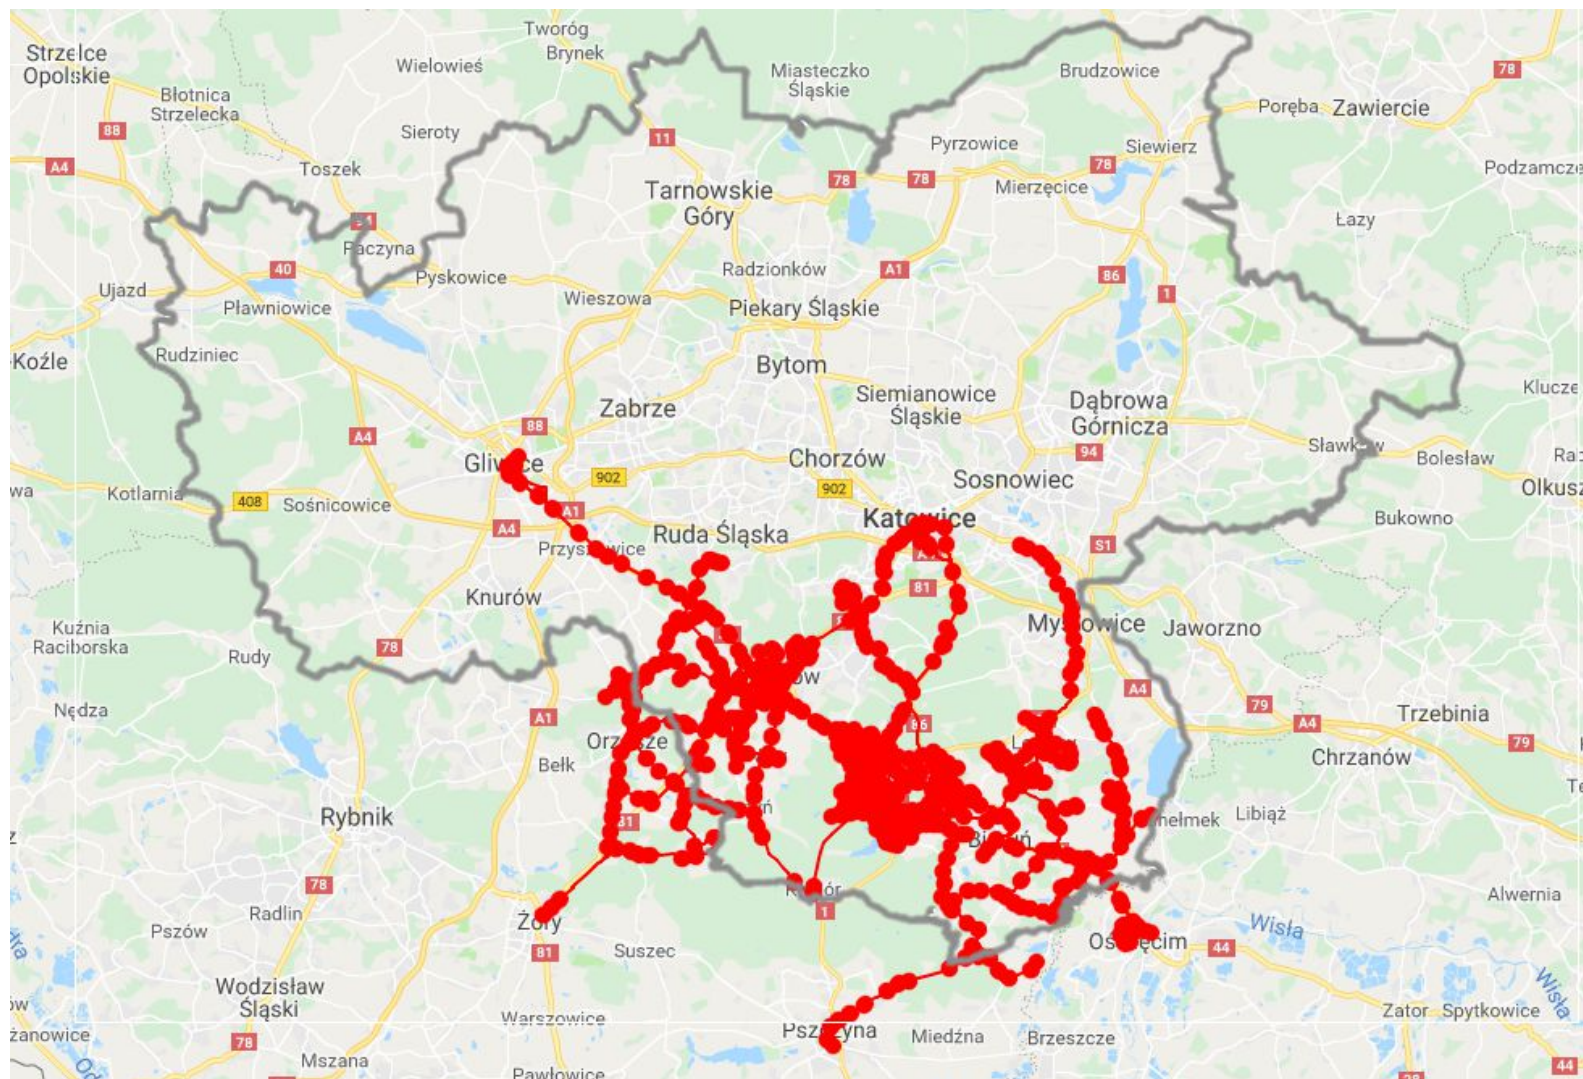 Tworóg
Brynek
Strzelce
Opolskie
Wielowieś
Miasteczko
Śląskie
Brudzowice
78
Błotnica
Strzelecka
Poręba
Zawiercie
88
Sieroty
11
Pyrzowice
Siewierz
A4
Toszek
78
78
78
Mierzęcice
Podzamcze
Tarnowskie
Góry
Łazy
Paczyna
40
Pyskowice
Radzionków
A1
86
1
Ujazd
Pławniowice
Wieszowa
Piekary Śląskie
-Koźle
Rudziniec
Bytom
Klucze
Siemianowice
Śląskie
Dąbrowa
Górnicza
Zabrze
88
A4
Sławków
94
Bolesław
Chorzów
902
902
Sosnowiec
Olkusz
wa
Kotlarnia
408
Sośnicowice
A1
A4
Katowice
Bukowno
Ruda Śląska
S1
81
Knurów
Kuźnia
Raciborska
Jaworzno
78
Rudy
A4
79
Nędza
A1
86
A4
Trzebinia
79
Chrzanów
Bełk
Rybnik
Libiąż
78
1
Alwernia
Radlin
Pszów
Żory
81
Suszec
44
Wisła
Wodzisław
Śląski
Zator
Spytkowice
Wisła
Warszowice
Miedźna
Brzeszcze
78
Mszana
Pawłowice
44